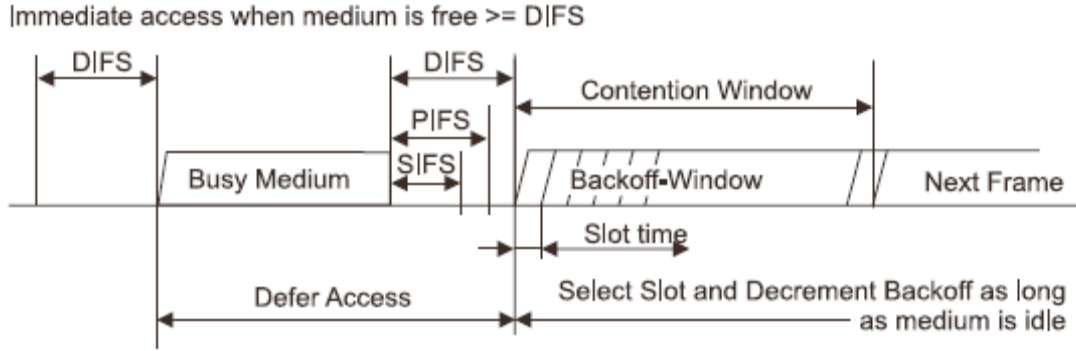 Immediate access when medium is free >= DIFS
DIFS
DIFS
Contention Window
PIFS
SIFS
Busy Medium
Backoff-Window
Next Frame
Slot time
Defer Access
Select Slot and Decrement Backoff as long
as medium is idle